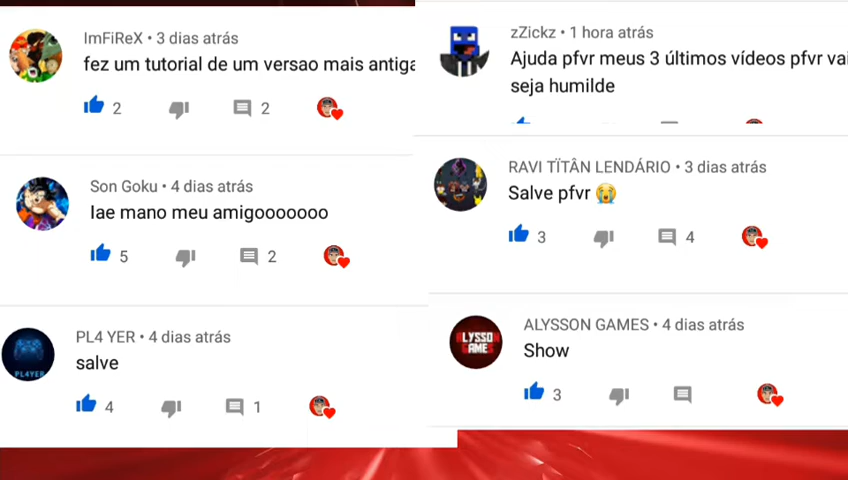 ImFiReX • 3 dias atrás
fez um tutorial de um versao mais antiga
2
2
Son Goku • 4 dias atrás
Iae mano meu amigooooooo
5
2
PL4YER
PL4 YER • 4 dias atrás
salve
4
1
zZickz • 1 hora atrás
Ajuda pfvr meus 3 últimos vídeos pfvr vai
seja humilde
RAVI TÏTÂN LENDÁRIO • 3 dias atrás
Salve pfvr 😭
3
4
ALYSSON GAMES • 4 dias atrás
Show
3